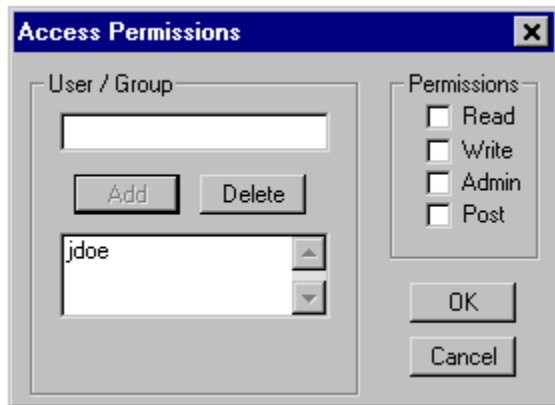 Access Permissions
User / Group
Add
Delete
jdoe
Permissions
Read
Write
Admin
Post
OK
Cancel